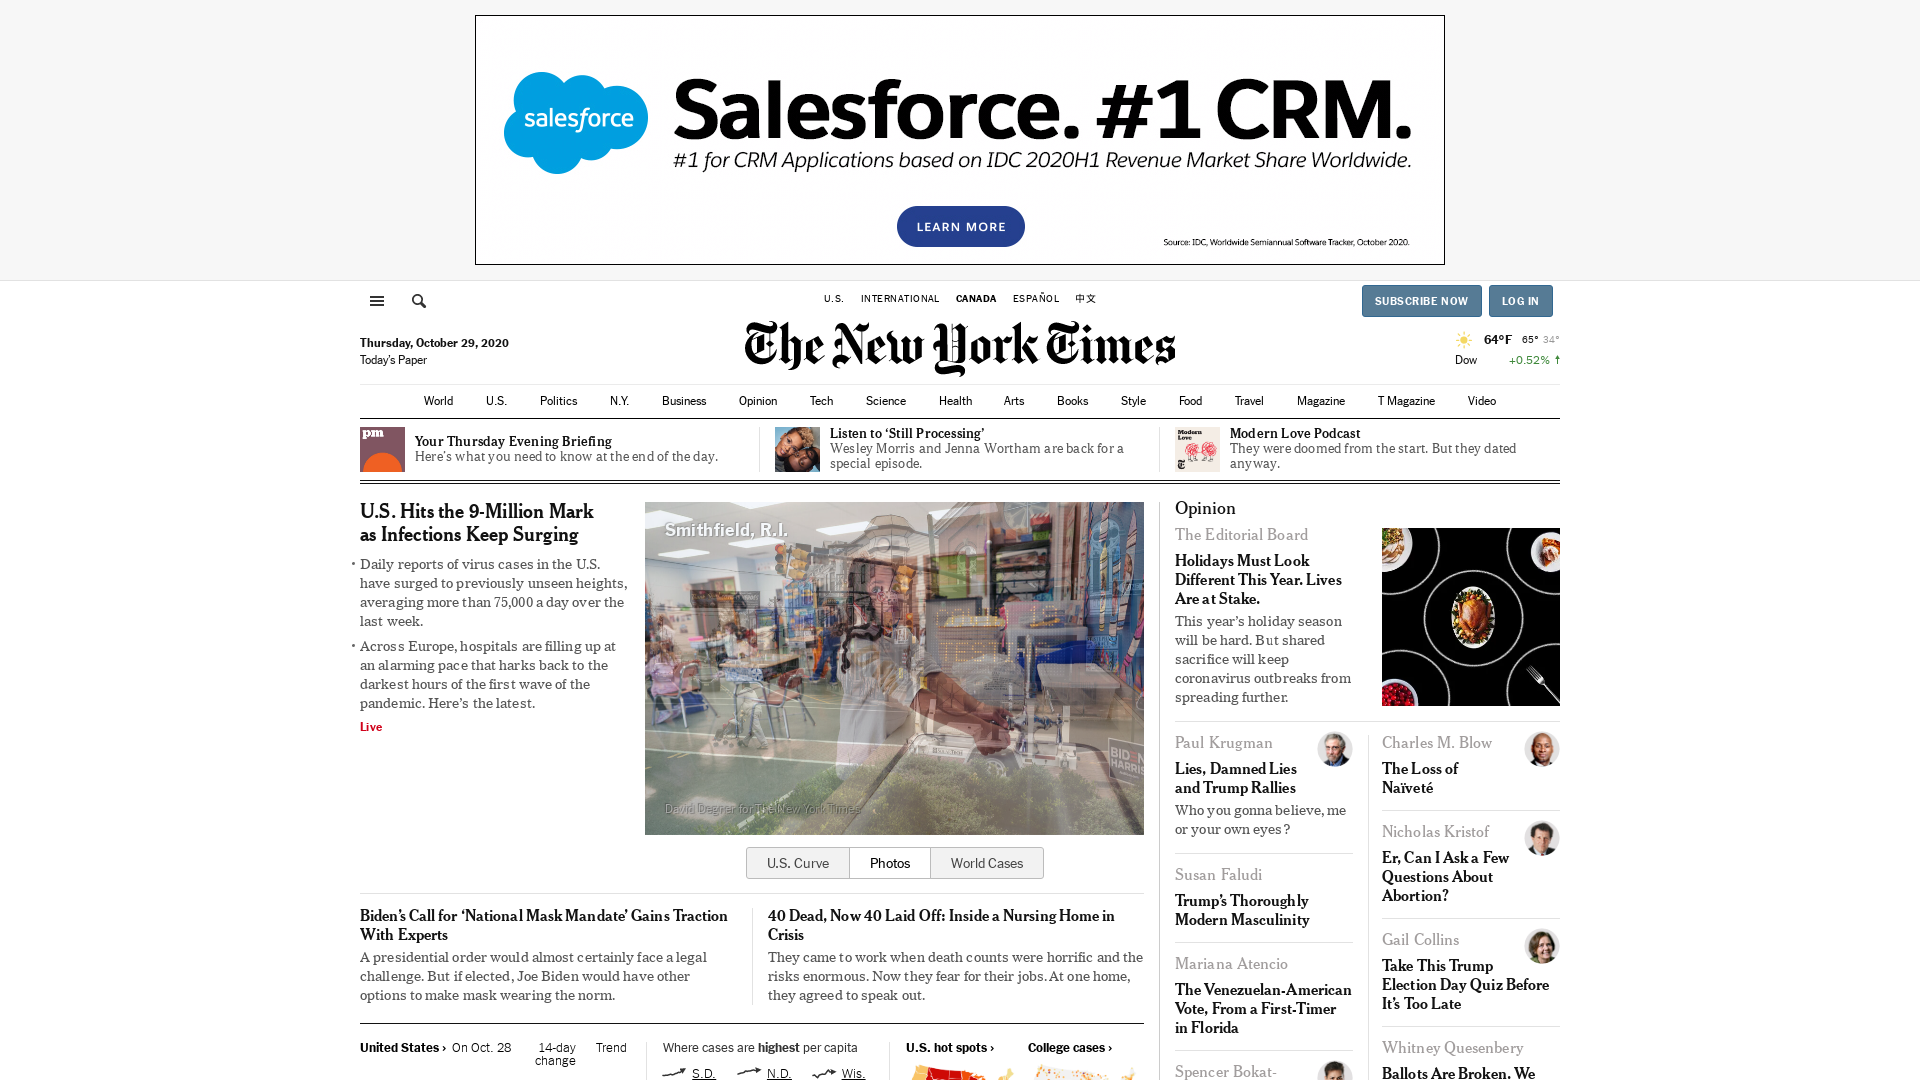 salesforce
Salesforce. #1 CRM.
#1 for CRM Applications based on IDC 2020H1 Revenue Market Share Worldwide.
LEARN MORE
Source: IDC, Worldwide Semiannual Software Tracker, October 2020.
U.S. INTERNATIONAL CANADA ESPAÑOL 中文
SUBSCRIBE NOW LOG IN
Thursday, October 29, 2020
Today's Paper
The New York Times
64°F 65° 34°
Dow +0.52% ↑
World U.S. Politics N.Y. Business Opinion Tech Science Health Arts Books Style Food Travel Magazine T Magazine Video
pm
Your Thursday Evening Briefing
Here's what you need to know at the end of the day.
Listen to ‘Still Processing’
Wesley Morris and Jenna Wortham are back for a
special episode.
Modern
Love
Modern Love Podcast
They were doomed from the start. But they dated
anyway.
U.S. Hits the 9-Million Mark
as Infections Keep Surging
• Daily reports of virus cases in the U.S.
have surged to previously unseen heights,
averaging more than 75,000 a day over the
last week.
• Across Europe, hospitals are filling up at
an alarming pace that harks back to the
darkest hours of the first wave of the
pandemic. Here's the latest.
Live
Smithfield, R.I.
BIDEN
HARRIS
David Degner for The New York Times
U.S. Curve Photos World Cases
Biden's Call for ‘National Mask Mandate’ Gains Traction
With Experts
A presidential order would almost certainly face a legal
challenge. But if elected, Joe Biden would have other
options to make mask wearing the norm.
40 Dead, Now 40 Laid Off: Inside a Nursing Home in
Crisis
They came to work when death counts were horrific and the
risks enormous. Now they fear for their jobs. At one home,
they agreed to speak out.
United States › On Oct. 28 14-day
change Trend
Where cases are highest per capita
S.D. N.D. Wis.
U.S. hot spots › College cases ›
Opinion
The Editorial Board
Holidays Must Look
Different This Year. Lives
Are at Stake.
This year's holiday season
will be hard. But shared
sacrifice will keep
coronavirus outbreaks from
spreading further.
Paul Krugman
Lies, Damned Lies
and Trump Rallies
Who you gonna believe, me
or your own eyes?
Susan Faludi
Trump's Thoroughly
Modern Masculinity
Mariana Atencio
The Venezuelan-American
Vote, From a First-Timer
in Florida
Spencer Bokat-
Charles M. Blow
The Loss of
Naïveté
Nicholas Kristof
Er, Can I Ask a Few
Questions About
Abortion?
Gail Collins
Take This Trump
Election Day Quiz Before
It's Too Late
Whitney Quesenbery
Ballots Are Broken. We